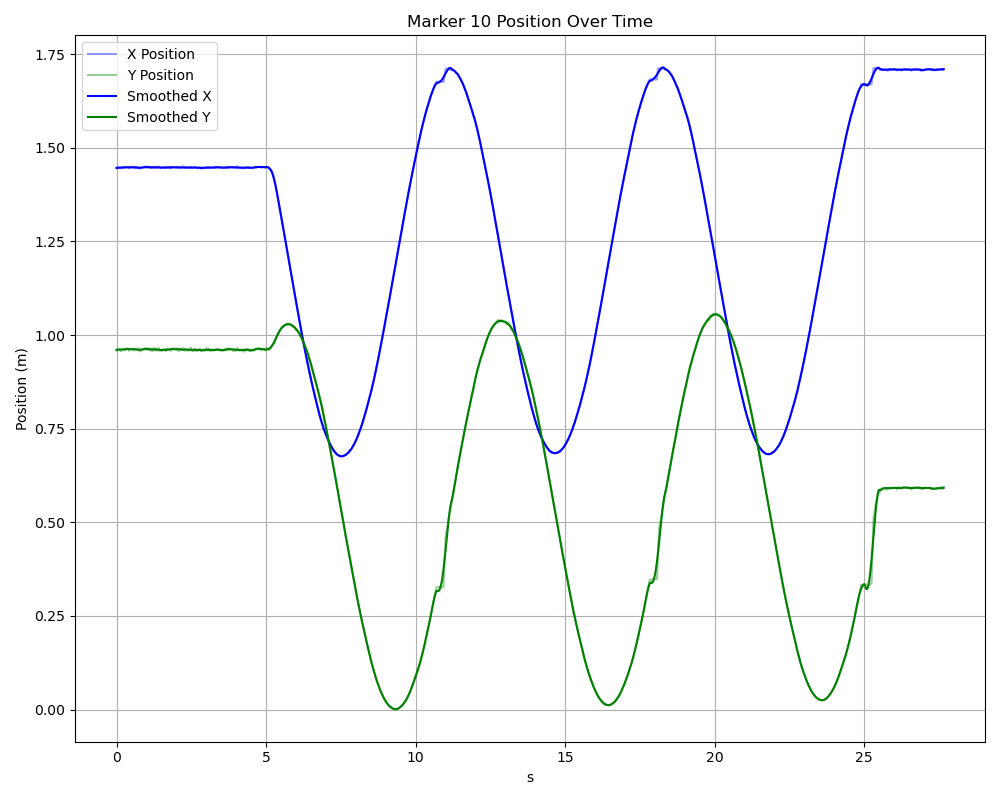 Marker 10 Position Over Time
X Position
Y Position
Smoothed X
Smoothed Y
Position (m)
1.75
1.50
1.25
1.00
0.75
0.50
0.25
0.00
0 5 10 15 20 25
s